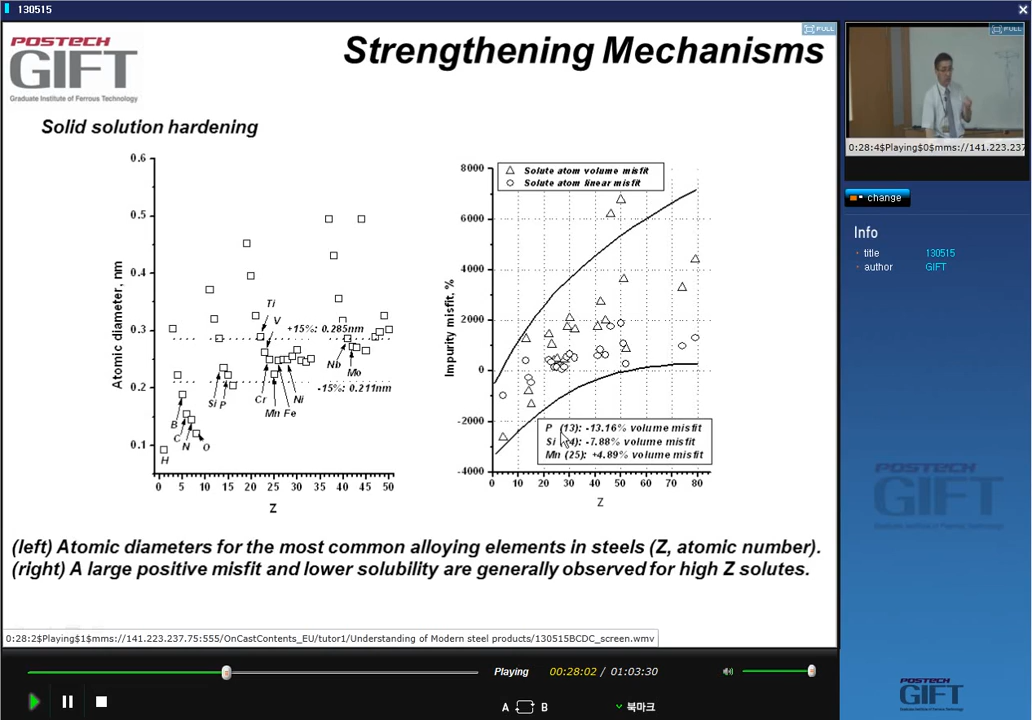 130515
FULL
POSTECH
GIFT
Graduate Institute of Ferrous Technology
Strengthening Mechanisms
Solid solution hardening
0.6
0.5
0.4
0.3
0.2
0.1
Atomic diameter, nm
Ti
V
+15%: 0.285nm
Nb
Mo
-15%: 0.211nm
Si P
Cr
Ni
Mn Fe
B
C
N
O
H
0 5 10 15 20 25 30 35 40 45 50
Z
8000
6000
4000
2000
0
-2000
-4000
Impurity misfit, %
Solute atom volume misfit
Solute atom linear misfit
P (13): -13.16% volume misfit
Si (14): -7.88% volume misfit
Mn (25): +4.89% volume misfit
0 10 20 30 40 50 60 70 80
Z
(left) Atomic diameters for the most common alloying elements in steels (Z, atomic number).
(right) A large positive misfit and lower solubility are generally observed for high Z solutes.
0:28:2$Playing$1$mms://141.223.237.75:555/OnCastContents_EU/tutor1/Understanding of Modern steel products/130515BCDC_screen.wmv
Playing
00:28:02 / 01:03:30
A B
북마크
FULL
0:28:4$Playing$0$mms://141.223.237
change
Info
title 130515
author GIFT
POSTECH
GIFT
Graduate Institute of Ferrous Technology
POSTECH
GIFT